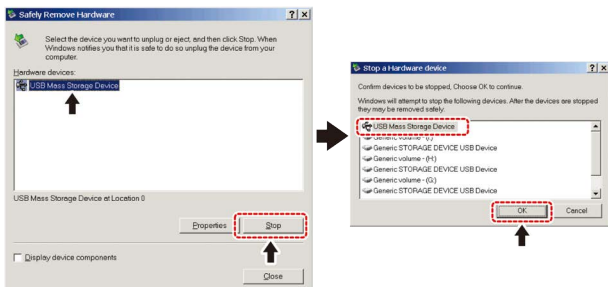 Safely Remove Hardware
Select the device you want to unplug or eject, and then click Stop. When
Windows notifies you that it is safe to do so unplug the device from your
computer.
Hardware devices:
USB Mass Storage Device
USB Mass Storage Device at Location 0
Properties
Stop
Display device components
Close
Stop a Hardware device
Confirm devices to be stopped, Choose OK to continue.
Windows will attempt to stop the following devices. After the devices are stopped
they may be removed safely.
USB Mass Storage Device
Generic volume - (I:)
Generic STORAGE DEVICE USB Device
Generic volume - (H:)
Generic STORAGE DEVICE USB Device
Generic volume - (G:)
Generic STORAGE DEVICE USB Device
OK
Cancel